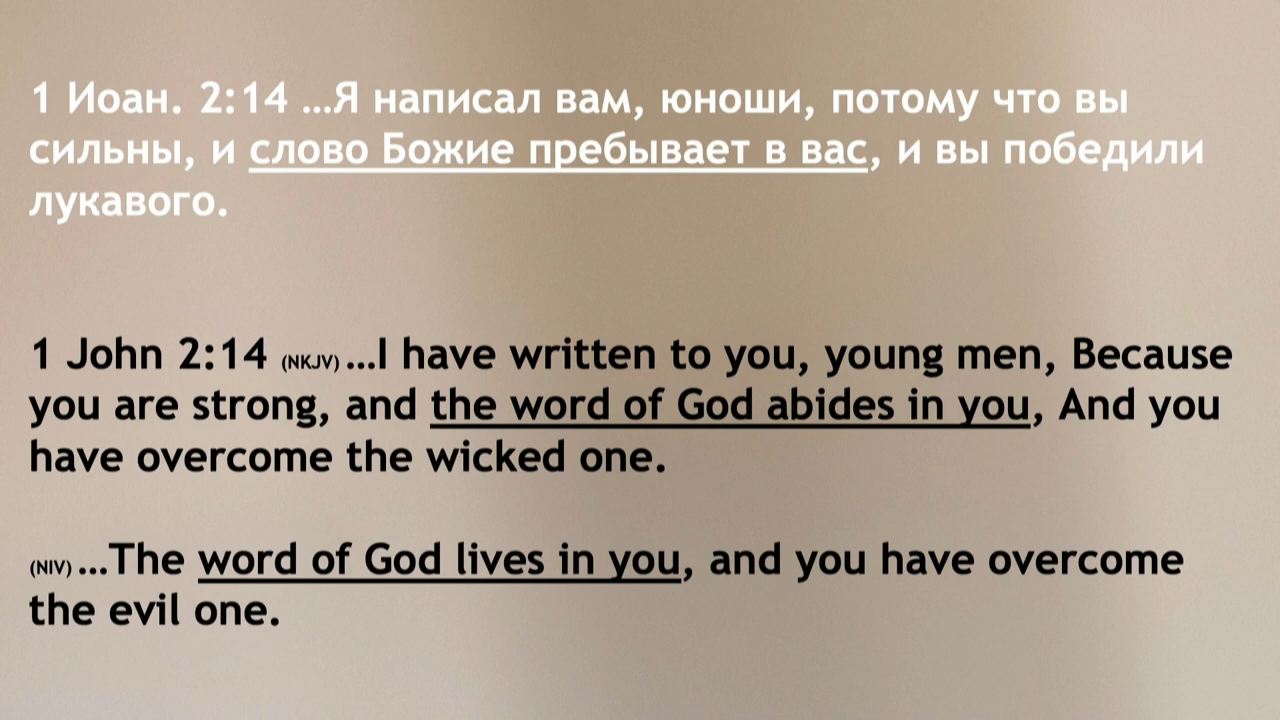 1 Иоан. 2:14 ...Я написал вам, юноши, потому что вы
сильны, и слово Божие пребывает в вас, и вы победили
лукавого.
1 John 2:14 (NKJV) ...I have written to you, young men, Because
you are strong, and the word of God abides in you, And you
have overcome the wicked one.
(NIV) ...The word of God lives in you, and you have overcome
the evil one.